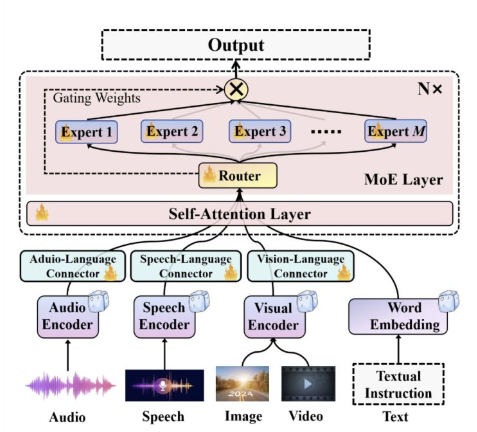 Output
N×
Gating Weights
Expert 1
Expert 2
Expert 3
......
Expert M
Router
MoE Layer
Self-Attention Layer
Aduio-Language
Connector
Speech-Language
Connector
Vision-Language
Connector
Audio
Encoder
Speech
Encoder
Visual
Encoder
Word
Embedding
2024
Textual
Instruction
Audio
Speech
Image
Video
Text